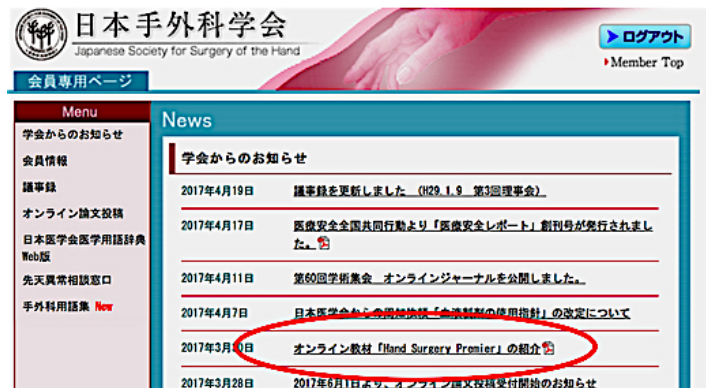 日本手外科学会
Japanese Society for Surgery of the Hand
ログアウト
Member Top
会員専用ページ
Menu
学会からのお知らせ
会員情報
議事録
オンライン論文投稿
日本医学会医学用語辞典
Web版
先天異常相談窓口
手外科用語集 New
News
学会からのお知らせ
2017年4月19日 議事録を更新しました (H29.1.9 第3回理事会)
2017年4月17日 医療安全全国共同行動より「医療安全レポート」創刊号が発行されまし
た。
2017年4月11日 第60回学術集会 オンラインジャーナルを公開しました。
2017年4月7日 日本医学会からの周知依頼「血液製剤の使用指針」の改定について
2017年3月30日 オンライン教材「Hand Surgery Premier」の紹介
2017年3月28日 2017年6月1日より、オンライン論文投稿受付開始のお知らせ